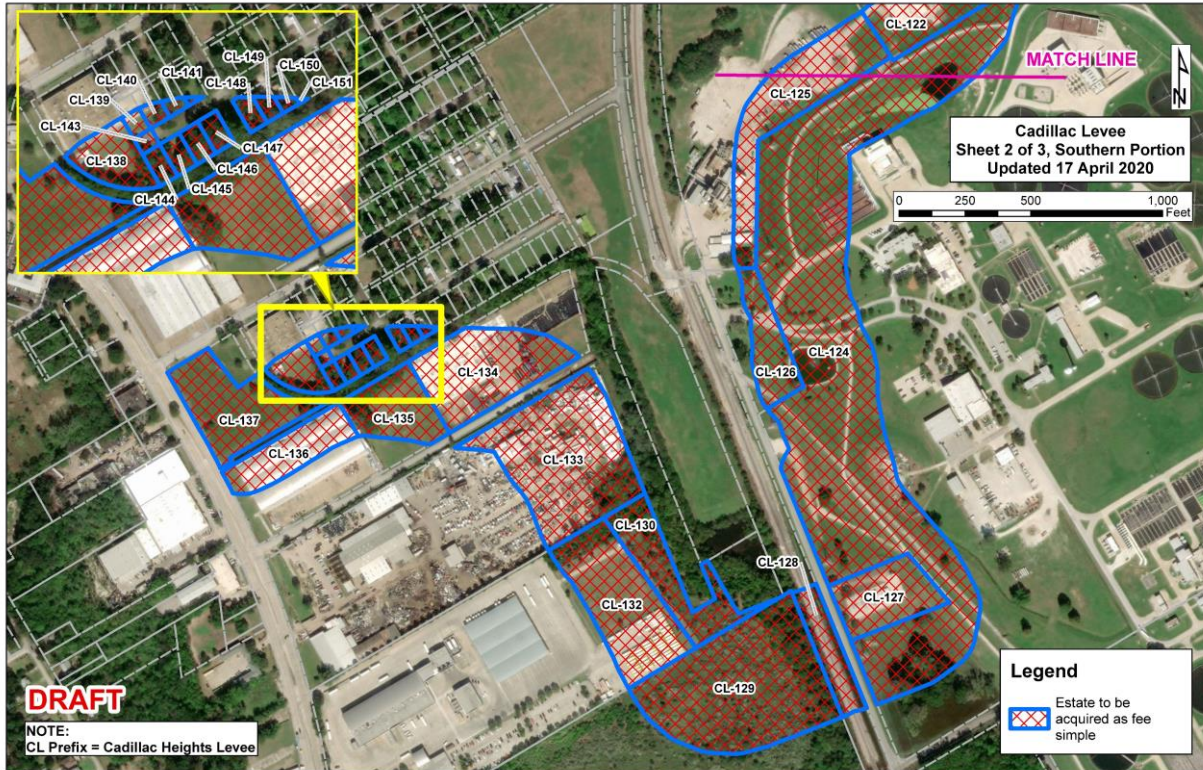 CL-149
CL-150
CL-151
CL-141
CL-148
CL-140
CL-139
CL-143
CL-138
CL-147
CL-146
CL-145
CL-144
CL-122
MATCH LINE
CL-125
N
Cadillac Levee
Sheet 2 of 3, Southern Portion
Updated 17 April 2020
0 250 500 1,000
Feet
CL-124
CL-126
CL-134
CL-137
CL-135
CL-136
CL-133
CL-130
CL-128
CL-127
CL-132
CL-129
DRAFT
NOTE:
CL Prefix = Cadillac Heights Levee
Legend
Estate to be
acquired as fee
simple